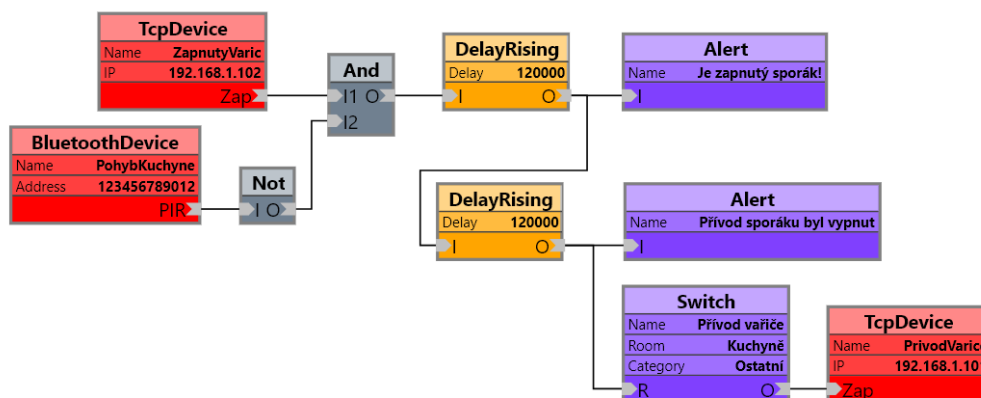 TcpDevice
Name ZapnutyVaric
IP 192.168.1.102
Zap
And
I1 O
I2
DelayRising
Delay 120000
I O
Alert
Name Je zapnutý sporák!
I
BluetoothDevice
Name PohybKuchyne
Address 123456789012
PIR
Not
I O
DelayRising
Delay 120000
I O
Alert
Name Přívod sporáku byl vypnut
I
Switch
Name Přívod vařiče
Room Kuchyně
Category Ostatní
R O
TcpDevice
Name PrivodVarice
IP 192.168.1.10
Zap